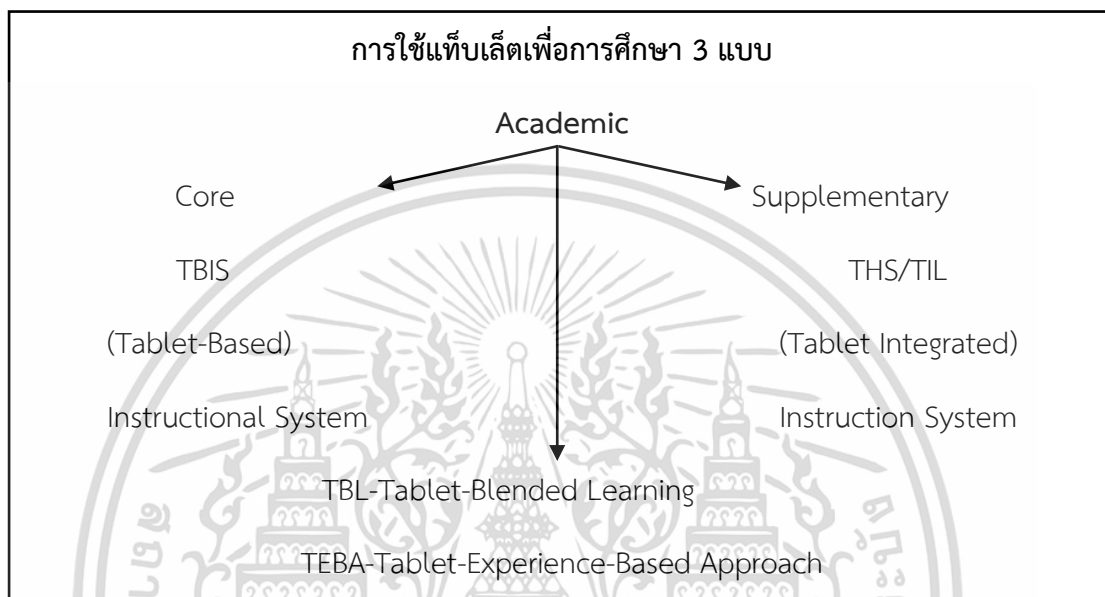 การใช้แท็บเล็ตเพื่อการศึกษา 3 แบบ
Academic
Core
Supplementary
TBIS
THS/TIL
(Tablet-Based)
(Tablet Integrated)
Instructional System
Instruction System
TBL-Tablet-Blended Learning
TEBA-Tablet-Experience-Based Approach